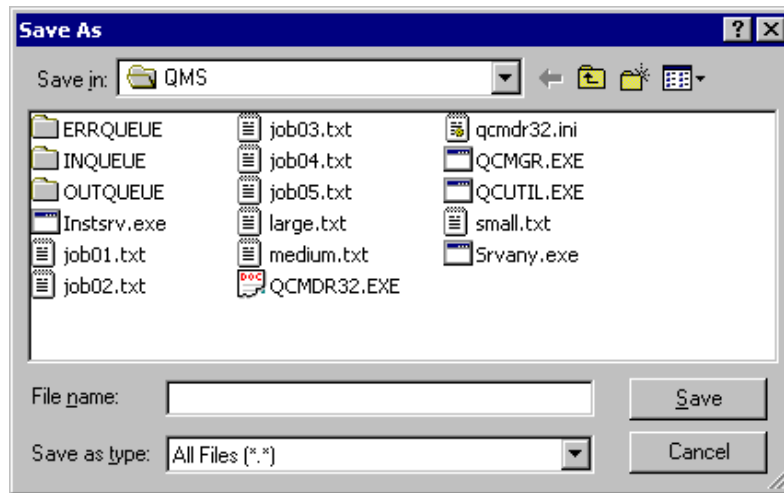 Save As
Save in: QMS
ERRQUEUE job03.txt qcmdr32.ini
INQUEUE job04.txt QCMGR.EXE
OUTQUEUE job05.txt QCUTIL.EXE
Instsrv.exe large.txt small.txt
job01.txt medium.txt Srvany.exe
job02.txt QCMDR32.EXE
File name: Save
Save as type: All Files (*.*) Cancel